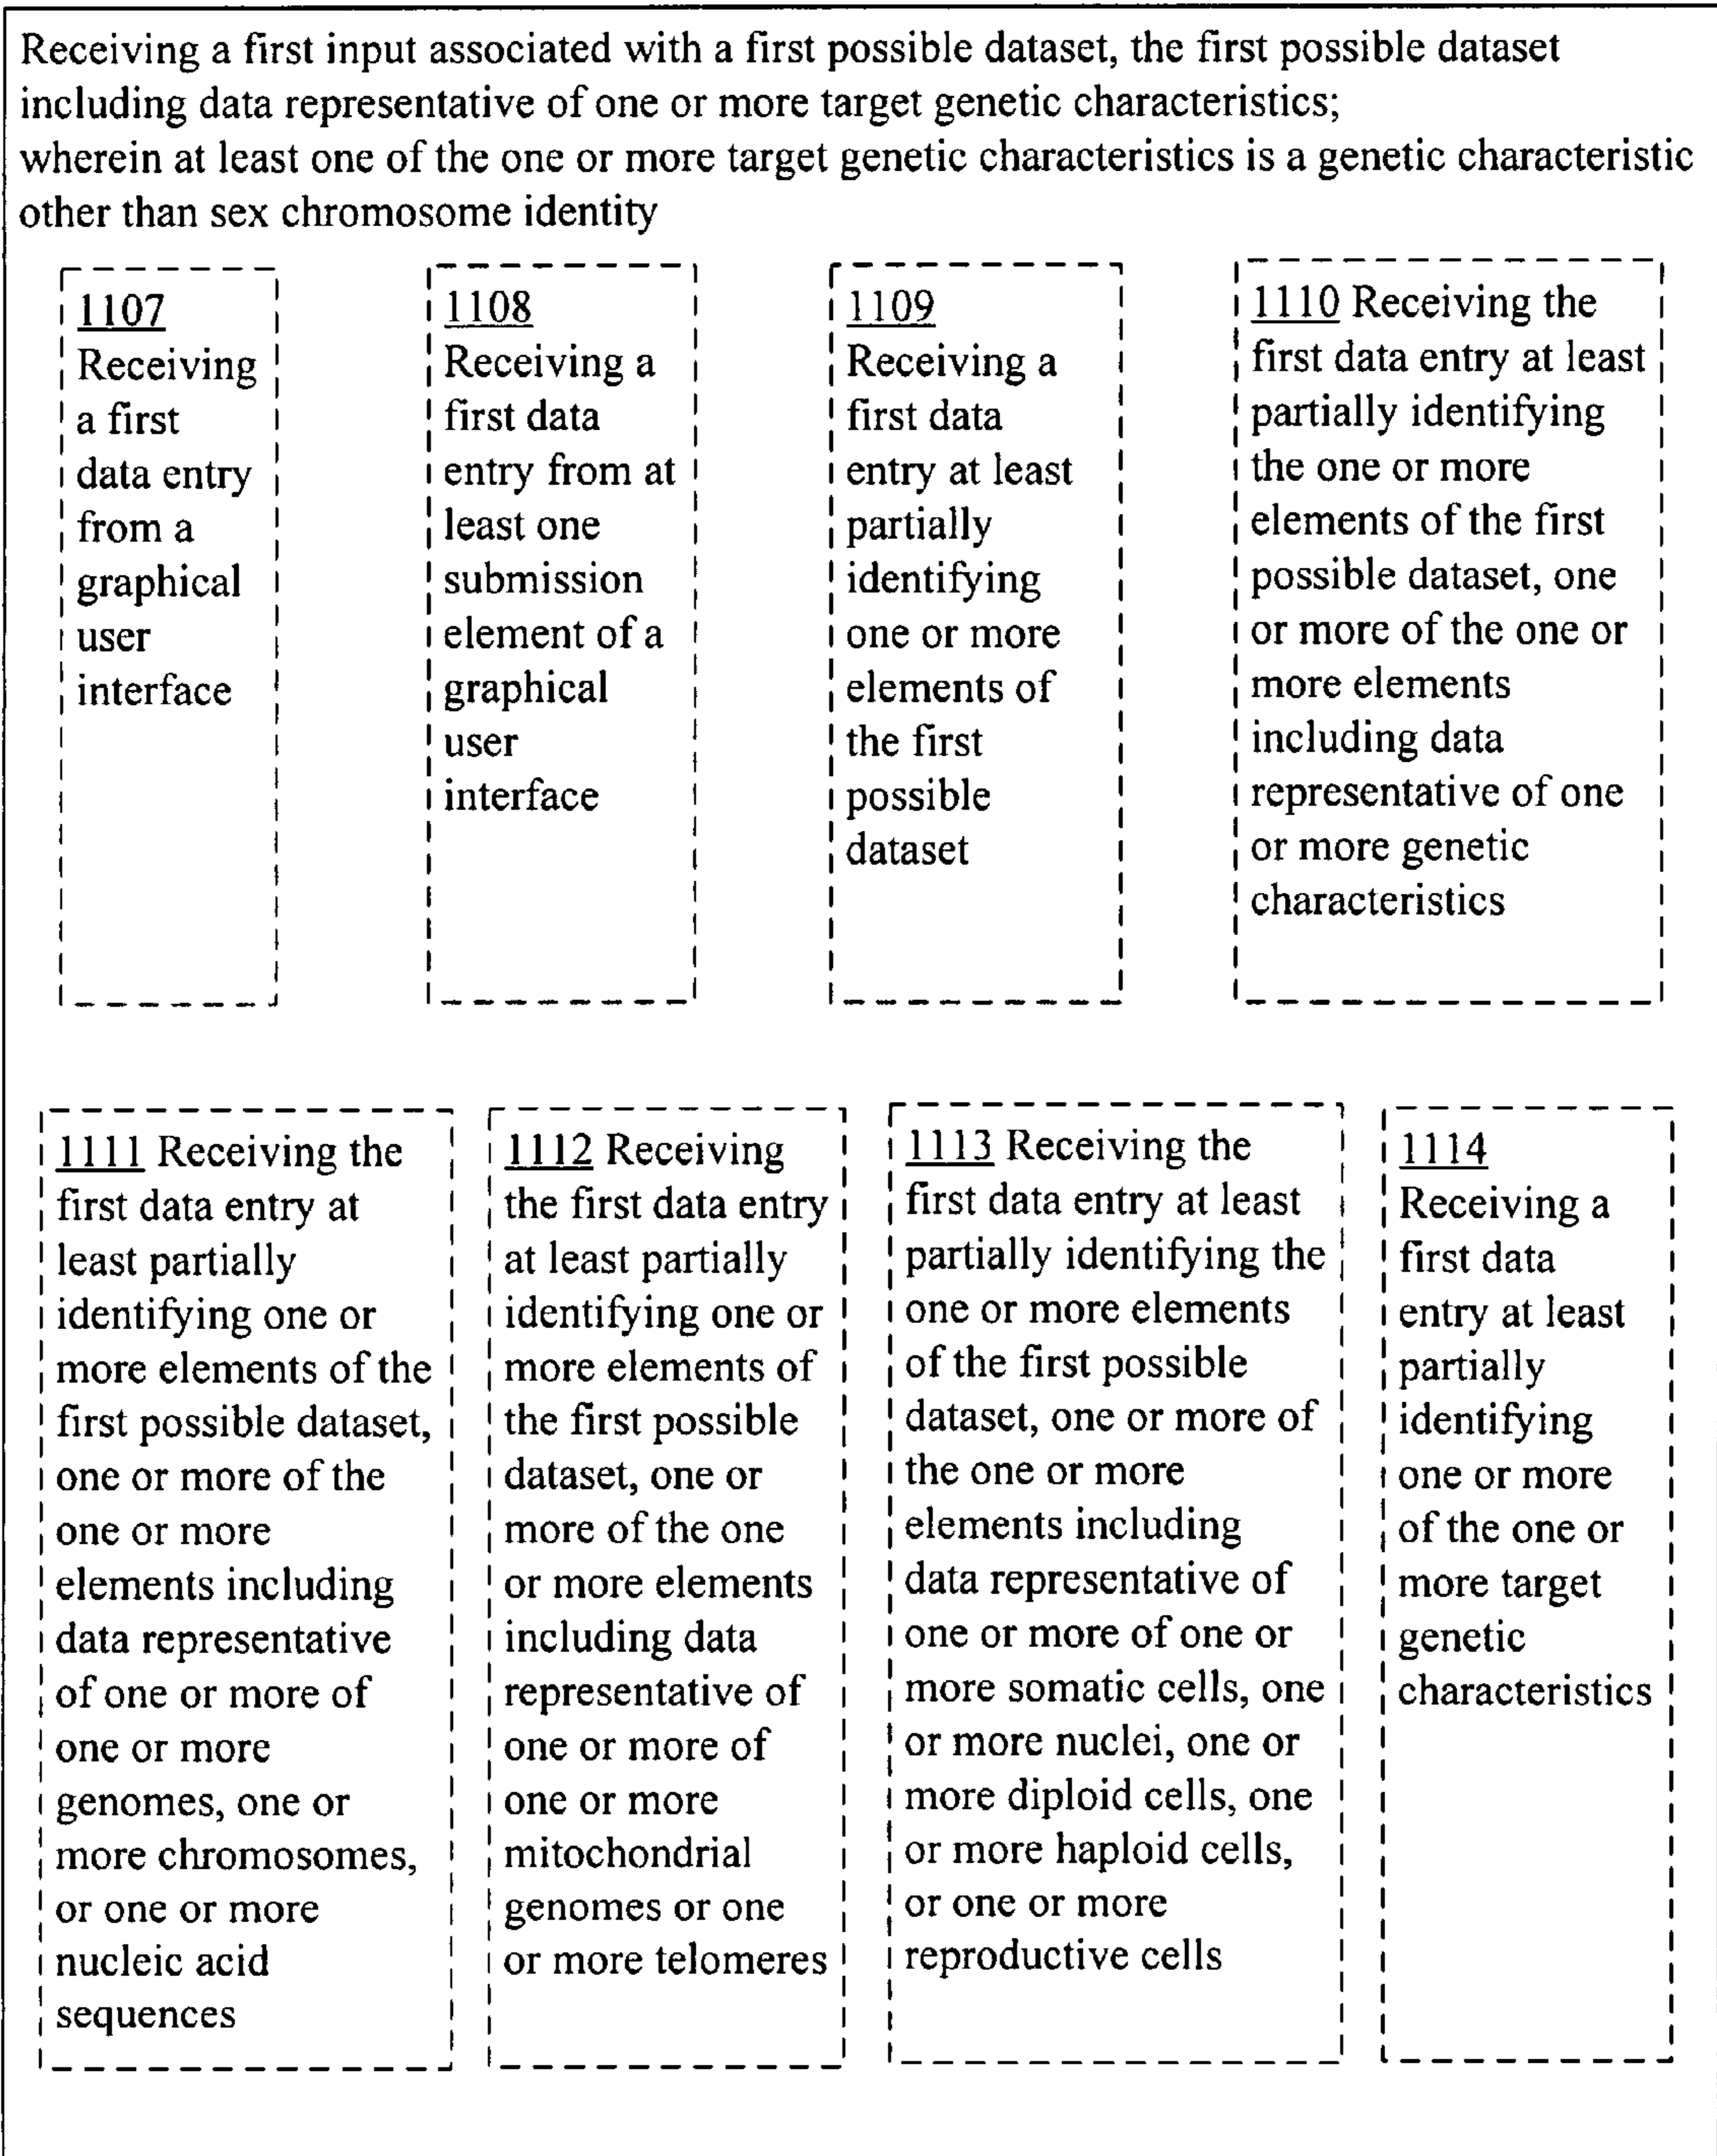 Receiving a first input associated with a first possible dataset, the first possible dataset
including data representative of one or more target genetic characteristics;
wherein at least one of the one or more target genetic characteristics is a genetic characteristic
other than sex chromosome identity
1107
Receiving
a first
data entry
from a
graphical
user
interface
1108
Receiving a
first data
entry from at
least one
submission
element of a
graphical
user
interface
1109
Receiving a
first data
entry at least
partially
identifying
one or more
elements of
the first
possible
dataset
1110 Receiving the
first data entry at least
partially identifying
the one or more
elements of the first
possible dataset, one
or more of the one or
more elements
including data
representative of one
or more genetic
characteristics
1111 Receiving the
first data entry at
least partially
identifying one or
more elements of the
first possible dataset,
one or more of the
one or more
elements including
data representative
of one or more of
one or more
genomes, one or
more chromosomes,
or one or more
nucleic acid
sequences
1112 Receiving
the first data entry
at least partially
identifying one or
more elements of
the first possible
dataset, one or
more of the one
or more elements
including data
representative of
one or more of
one or more
mitochondrial
genomes or one
or more telomeres
1113 Receiving the
first data entry at least
partially identifying the
one or more elements
of the first possible
dataset, one or more of
the one or more
elements including
data representative of
one or more of one or
more somatic cells, one
or more nuclei, one or
more diploid cells, one
or more haploid cells,
or one or more
reproductive cells
1114
Receiving a
first data
entry at least
partially
identifying
one or more
of the one or
more target
genetic
characteristics